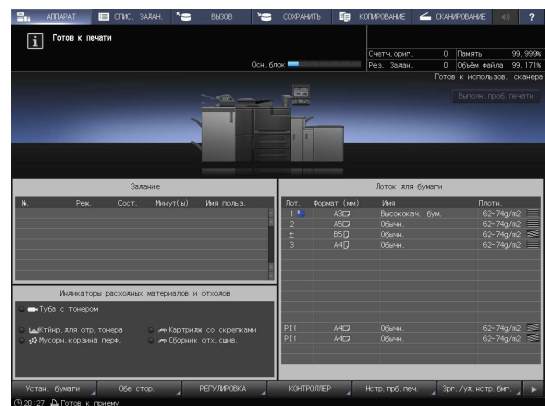 АППАРАТ СПИС. ЗАДАН. ВЫЗОВ СОХРАНИТЬ КОПИРОВАНИЕ СКАНИРОВАНИЕ ?
Готов к печати
Осн. блок
Счетч.ориг. 0 Память 99.999%
Рез. Задан. 0 Объём файла 99.171%
Готов к использов. сканера
Выполн.проб.печати
Задание
№. Реж. Сост. Минут(ы) Имя польз.
Лоток для бумаги
Лот. Формат (мм) Имя Плотн.
1 A3 Высококач. бум. 62-74g/m2
2 A5 Обычн. 62-74g/m2
B5 Обычн. 62-74g/m2
3 A4 Обычн. 62-74g/m2
PI1 A4 Обычн. 62-74g/m2
PI1 A4 Обычн. 62-74g/m2
Индикаторы расходных материалов и отходов
Туба с тонером
Ктйнр.для отр.тонера Картридж со скрепками
Мусорн.корзина перф. Сборник отх.сшив.
Устан. бумаги Обе стор. РЕГУЛИРОВКА КОНТРОЛЛЕР Нстр.прб.печ. Зрг./уд.нстр.бмг.
20:27 Готов к приему